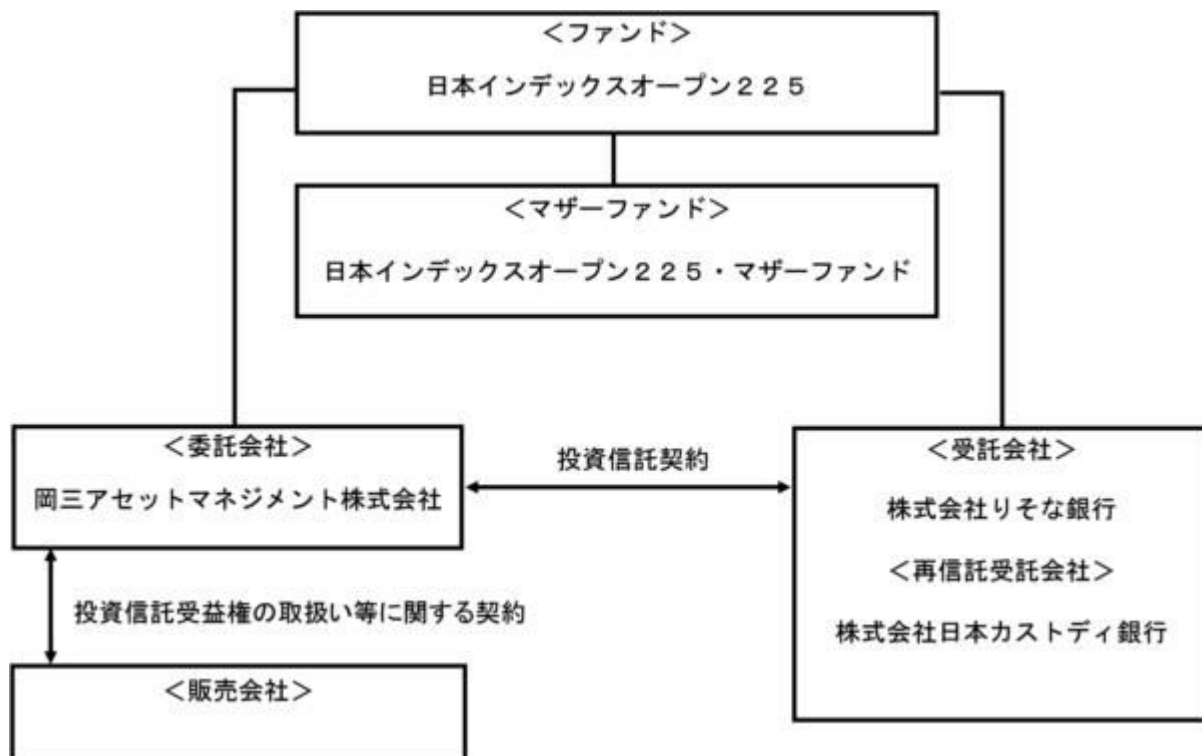 ＜ファンド＞
日本インデックスオープン２２５
＜マザーファンド＞
日本インデックスオープン２２５・マザーファンド
＜委託会社＞
岡三アセットマネジメント株式会社
投資信託契約
＜受託会社＞
株式会社りそな銀行
＜再信託受託会社＞
株式会社日本カストディ銀行
投資信託受益権の取扱い等に関する契約
＜販売会社＞